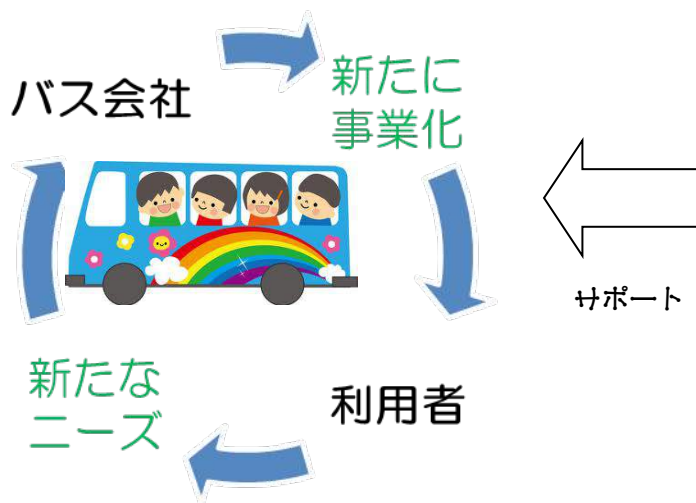 バス会社
新たに
事業化
サポート
新たな
ニーズ
利用者